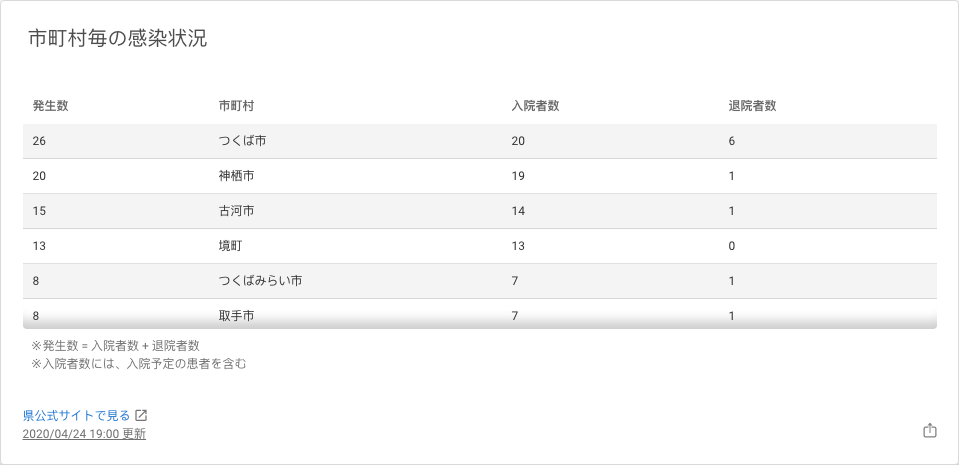 市町村毎の感染状況
発生数 市町村 入院者数 退院者数
26 つくば市 20 6
20 神栖市 19 1
15 古河市 14 1
13 境町 13 0
8 つくばみらい市 7 1
8 取手市 7 1
※発生数 = 入院者数 + 退院者数
※入院者数には、入院予定の患者を含む
県公式サイトで見る
2020/04/24 19:00 更新